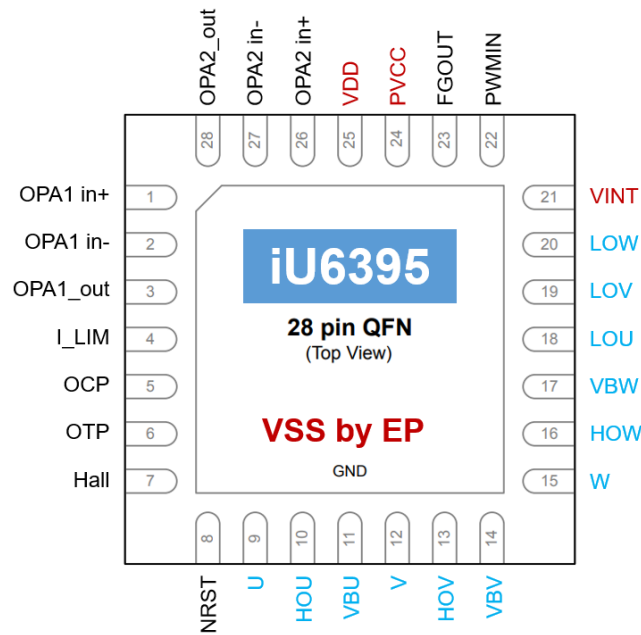 OPA2_out
OPA2 in-
OPA2 in+
VDD
PVCC
FGOUT
PWMIN
28
27
26
25
24
23
22
OPA1 in+ 1
OPA1 in- 2
OPA1_out 3
I_LIM 4
OCP 5
OTP 6
Hall 7
iU6395
28 pin QFN
(Top View)
VSS by EP
GND
21 VINT
20 LOW
19 LOV
18 LOU
17 VBW
16 HOW
15 W
8
9
10
11
12
13
14
NRST
U
HOU
VBU
V
HOV
VBV